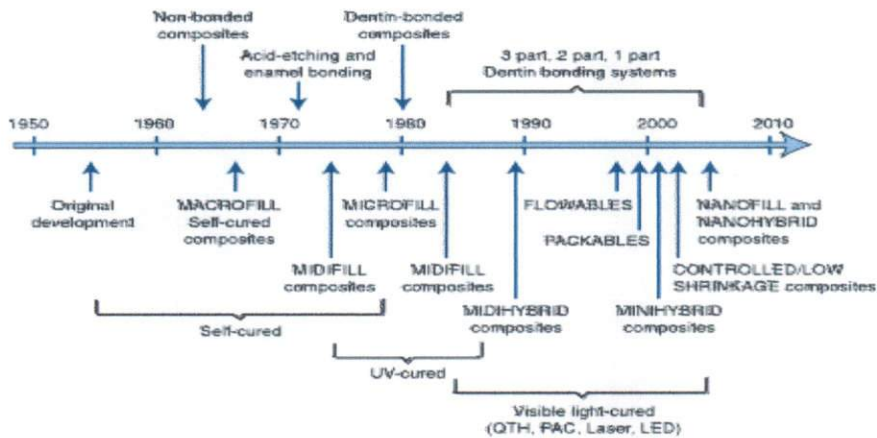 Non-bonded
composites
Dentin-bonded
composites
Acid-etching and
enamel bonding
3 part, 2 part, 1 part
Dentin bonding systems
1950 1960 1970 1980 1990 2000 2010
Original
development
MACROFILL
Self-cured
composites
MICROFILL
composites
FLOWABLES
NANOFILL and
NANOHYBRID
composites
PACKABLES
MIDIFILL
composites
MIDIFILL
composites
CONTROLLED/LOW
SHRINKAGE composites
MIDIHYBRID
composites
MINIHYBRID
composites
Self-cured
UV-cured
Visible light-cured
(QTH, PAC, Laser, LED)